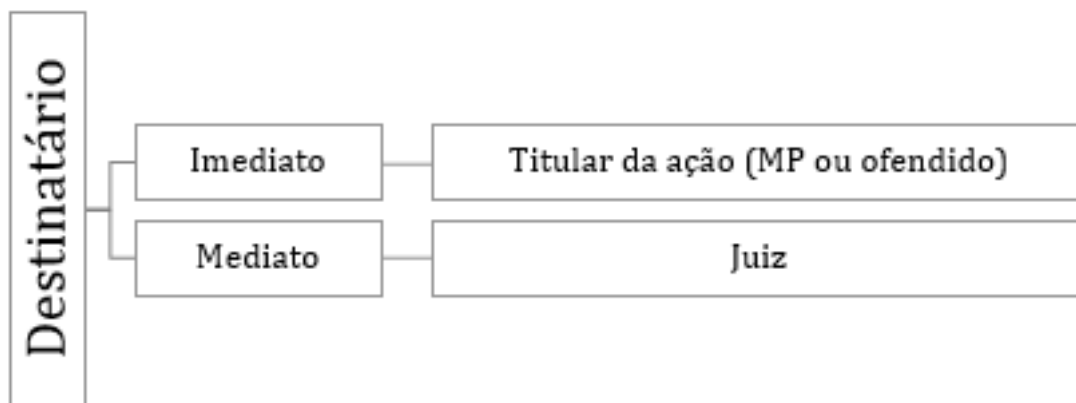 Destinatário
Imediato
Titular da ação (MP ou ofendido)
Mediato
Juiz